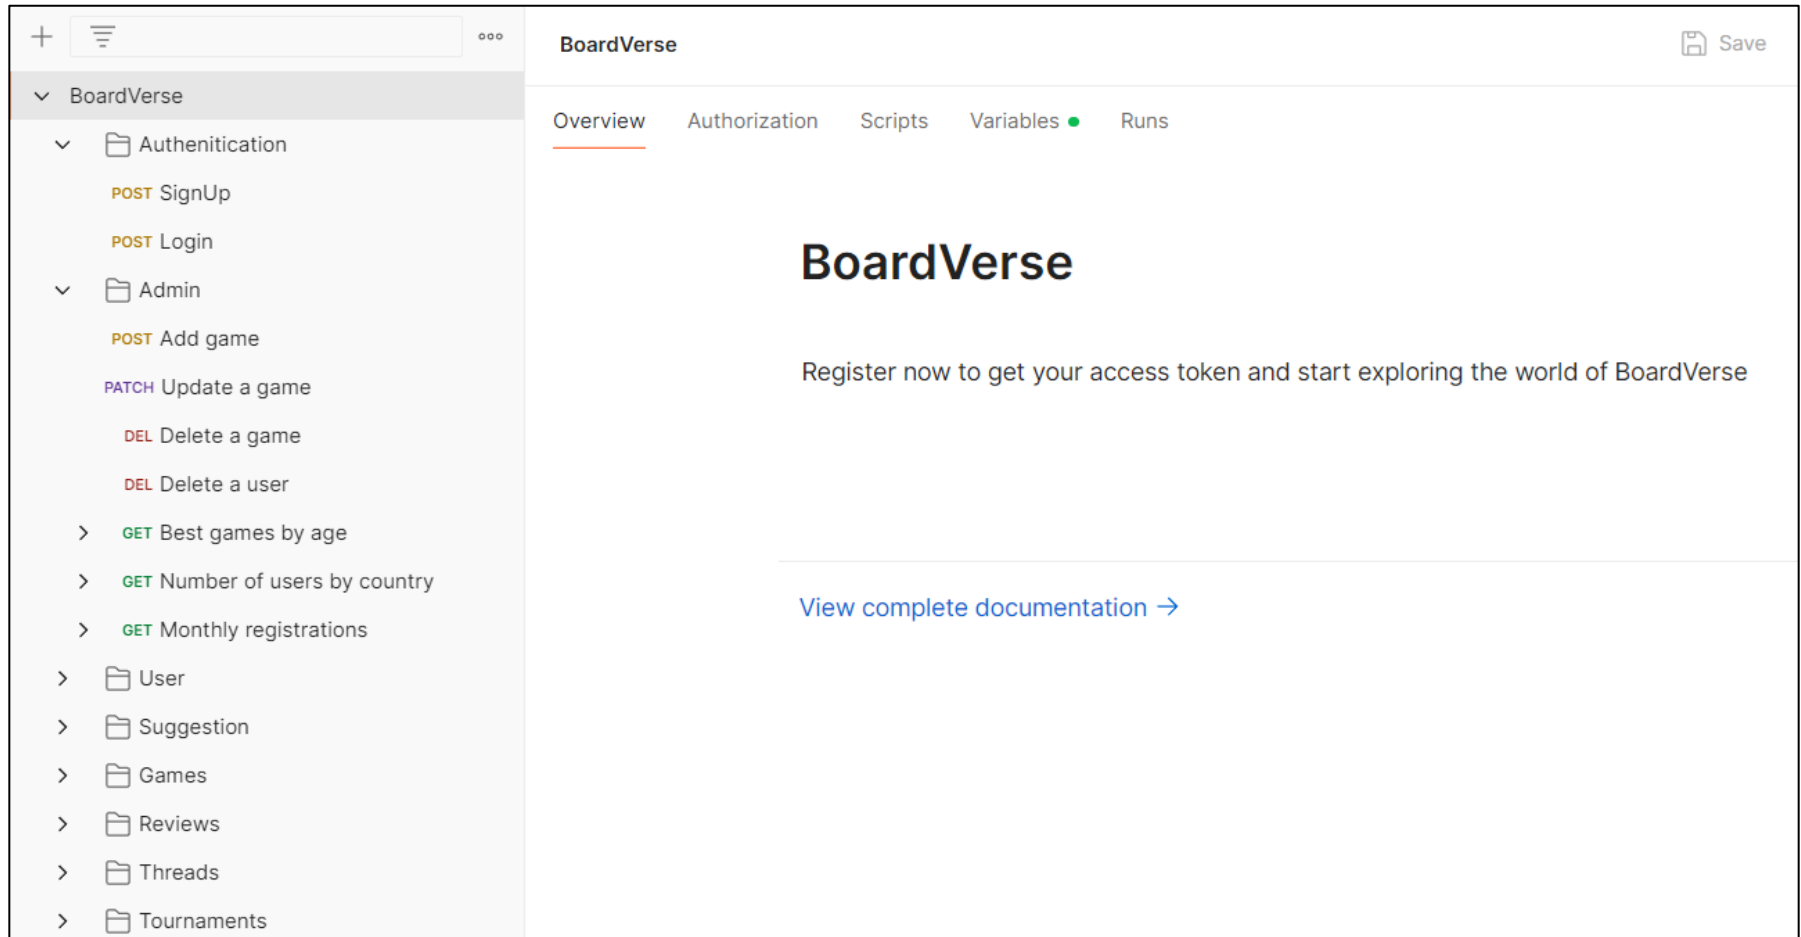 BoardVerse
Authenitication
POST SignUp
POST Login
Admin
POST Add game
PATCH Update a game
DEL Delete a game
DEL Delete a user
GET Best games by age
GET Number of users by country
GET Monthly registrations
User
Suggestion
Games
Reviews
Threads
Tournaments
BoardVerse
Save
Overview Authorization Scripts Variables Runs
BoardVerse
Register now to get your access token and start exploring the world of BoardVerse
View complete documentation →